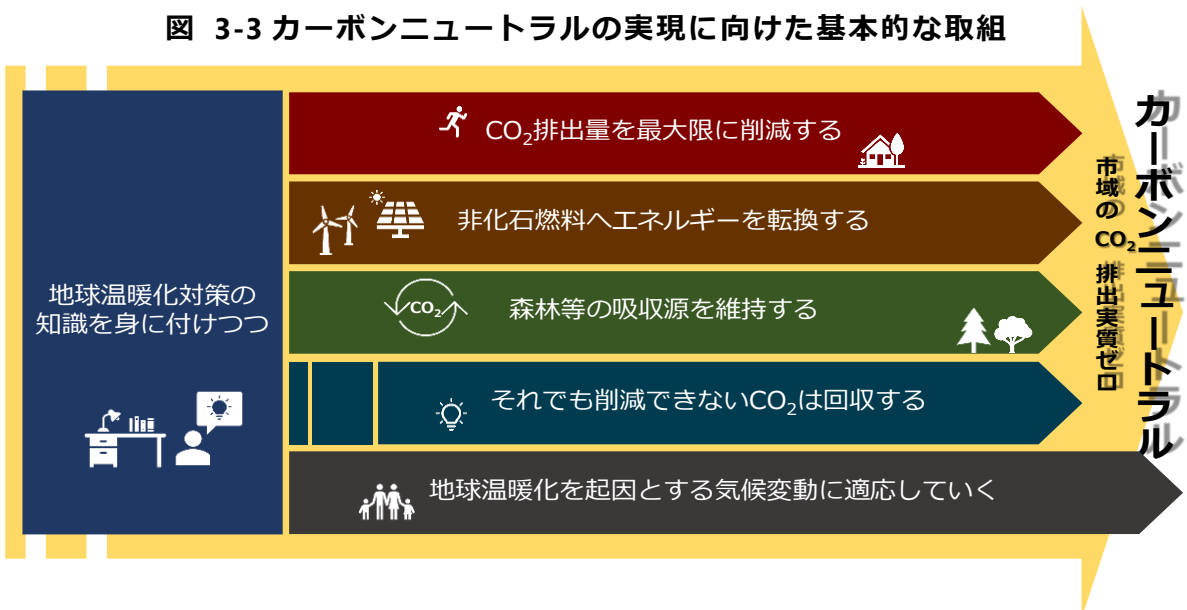 図 3-3 カーボンニュートラルの実現に向けた基本的な取組
地球温暖化対策の
知識を身に付けつつ
CO₂排出量を最大限に削減する
非化石燃料へエネルギーを転換する
CO₂
森林等の吸収源を維持する
それでも削減できないCO₂は回収する
地球温暖化を起因とする気候変動に適応していく
市域のCO₂排出実質ゼロ
カーボンニュートラル